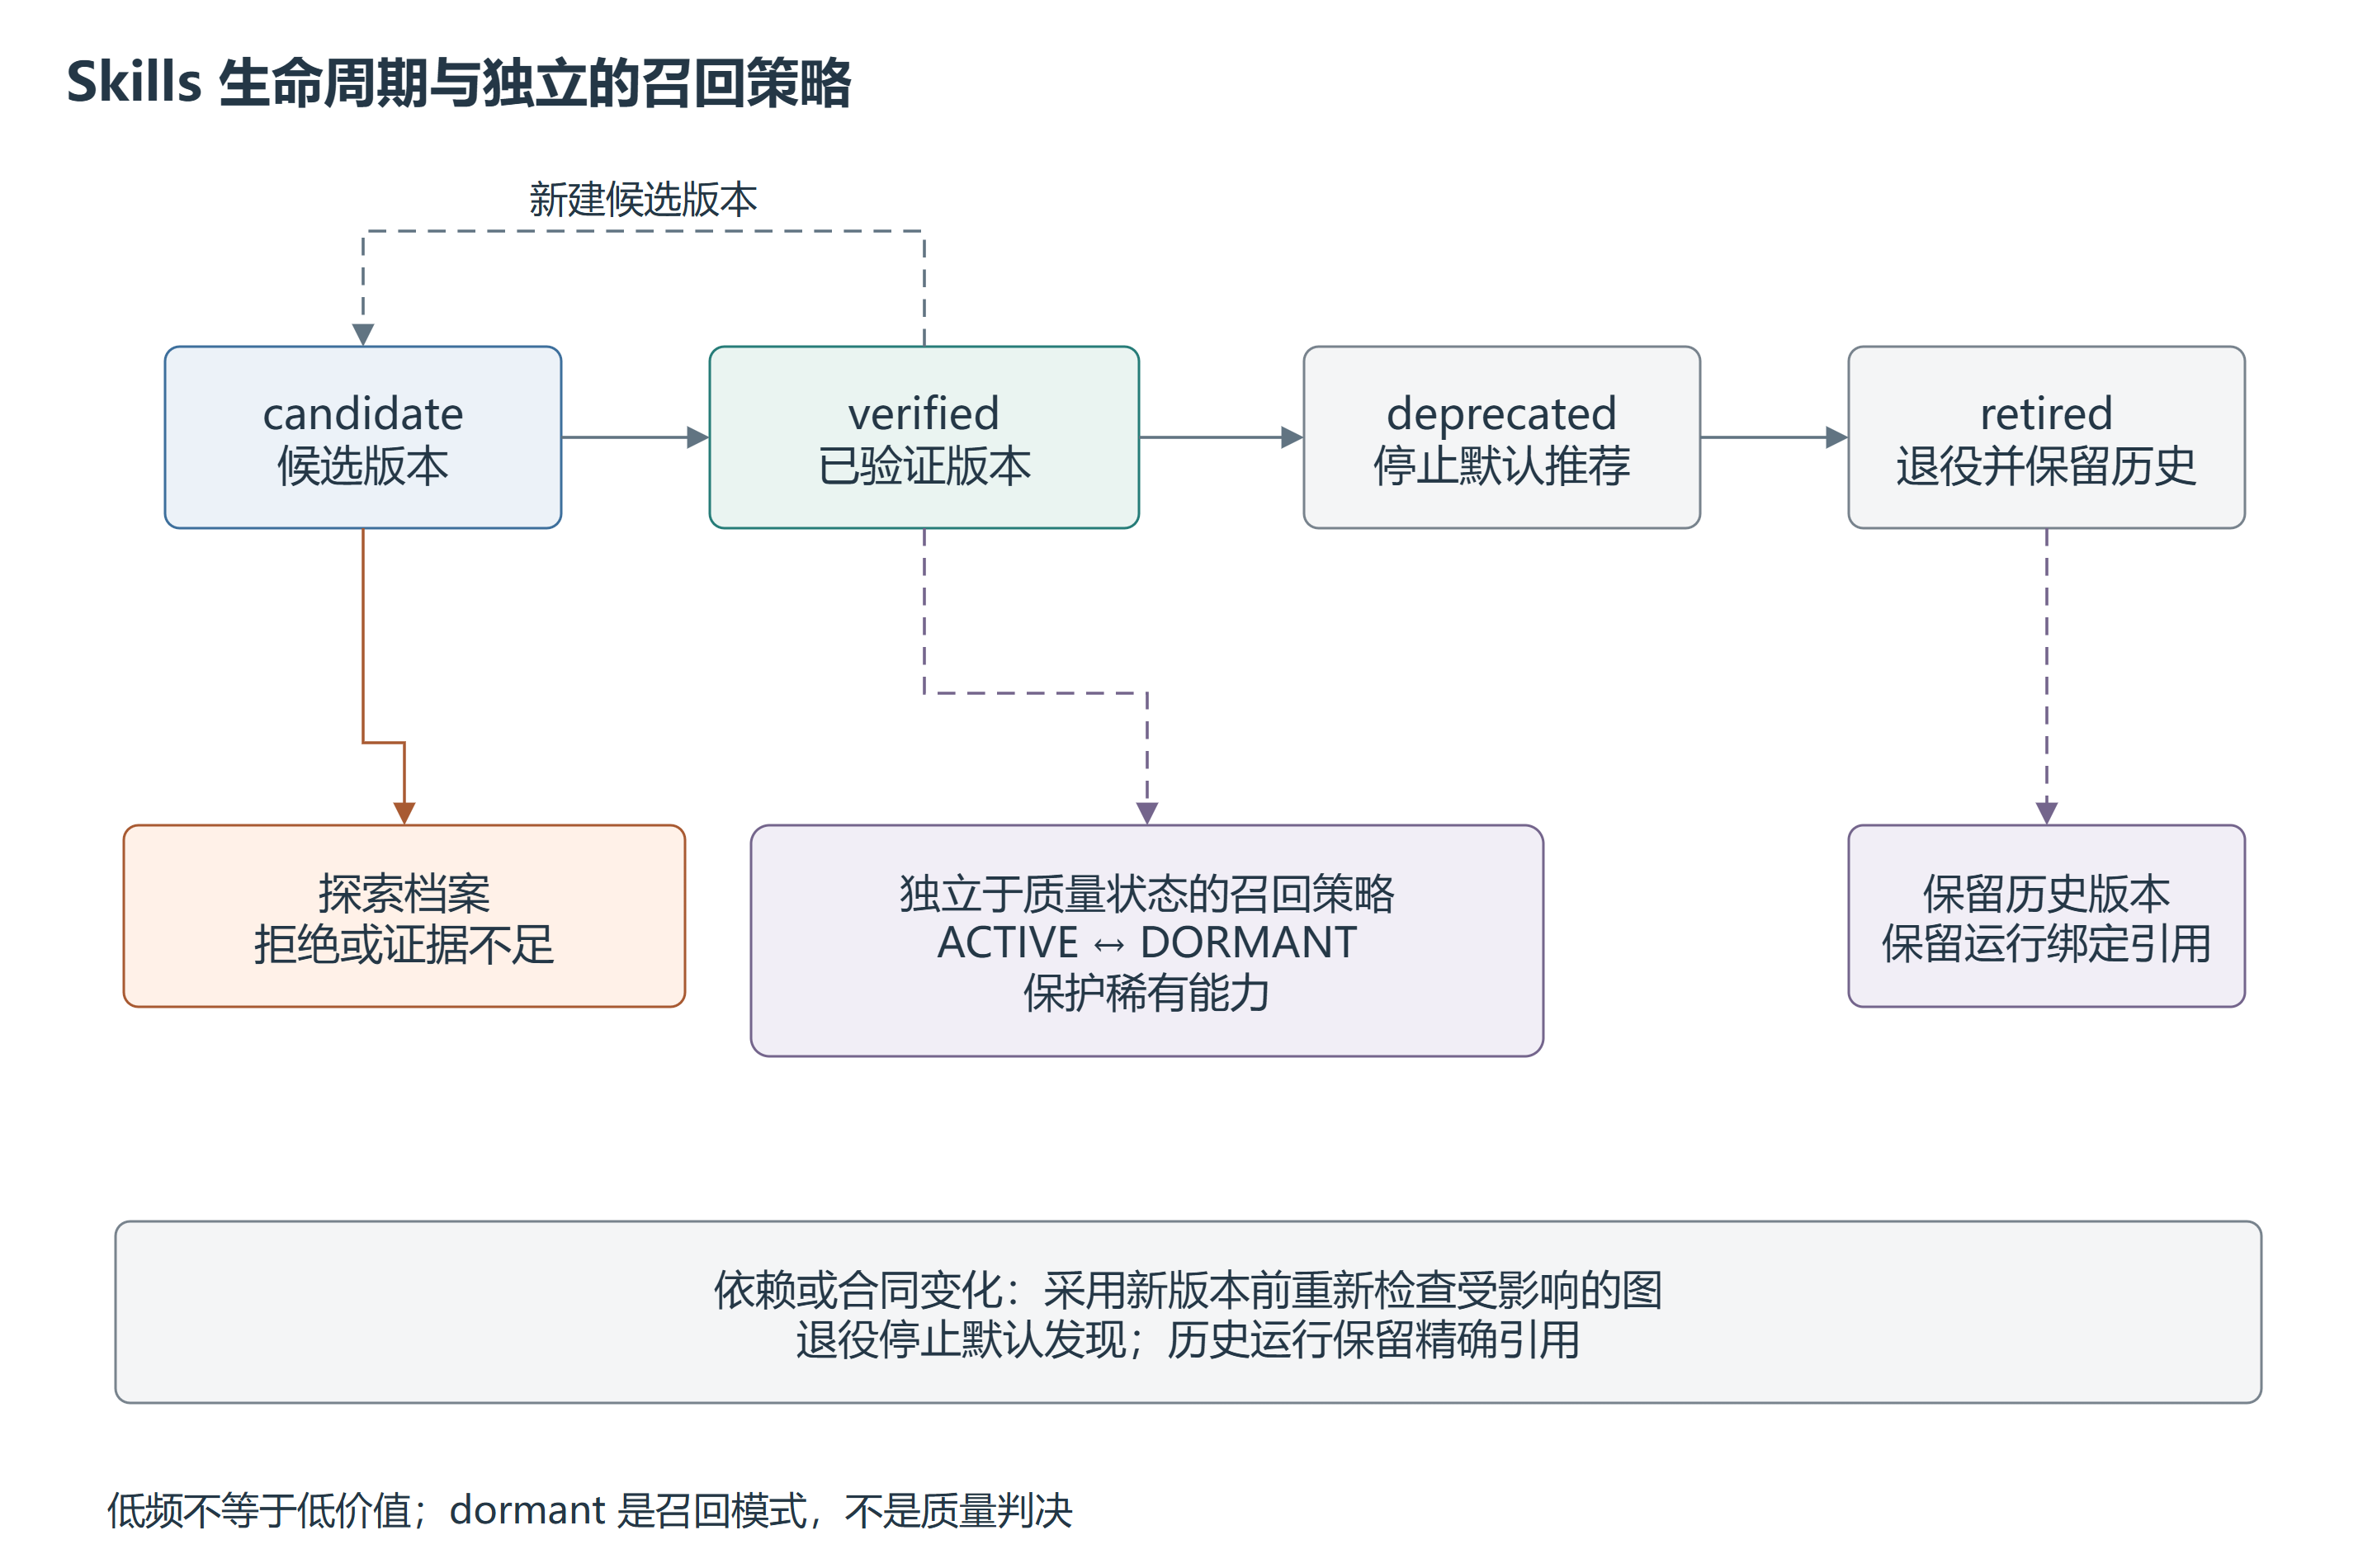 Skills 生命周期与独立的召回策略
新建候选版本
candidate
候选版本
verified
已验证版本
deprecated
停止默认推荐
retired
退役并保留历史
探索档案
拒绝或证据不足
独立于质量状态的召回策略
ACTIVE ↔ DORMANT
保护稀有能力
保留历史版本
保留运行绑定引用
依赖或合同变化：采用新版本前重新检查受影响的图
退役停止默认发现；历史运行保留精确引用
低频不等于低价值；dormant 是召回模式，不是质量判决